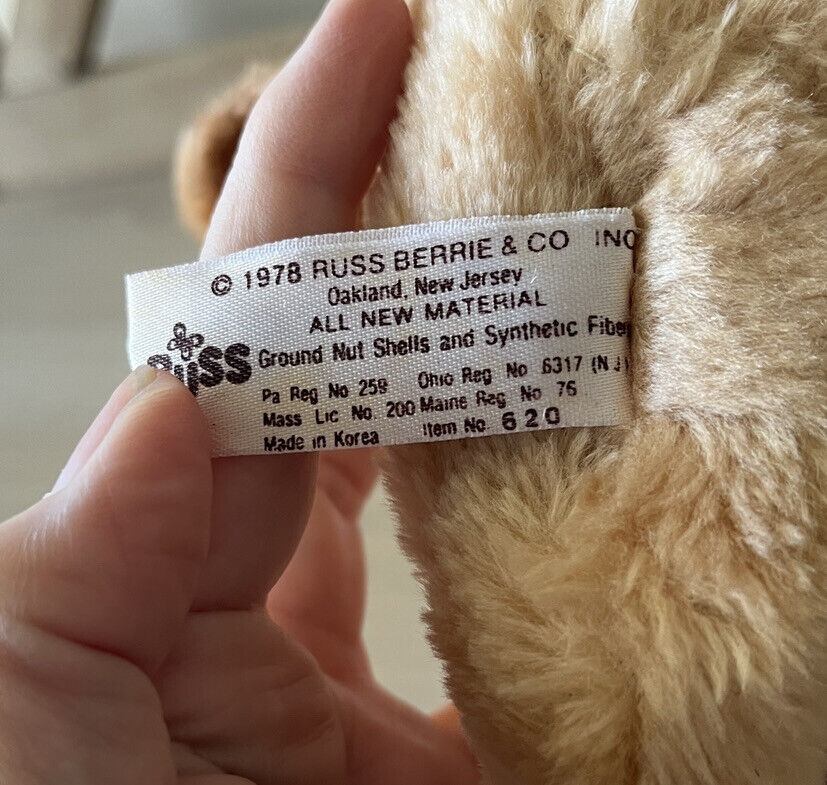 © 1978 RUSS BERRIE & CO INC
Oakland, New Jersey
ALL NEW MATERIAL
Russ
Ground Nut Shells and Synthetic Fiber
Pa Reg No 259 Ohio Reg No 6317 (N J)
Mass Lic No 200 Maine Reg No 76
Made in Korea Item No 620